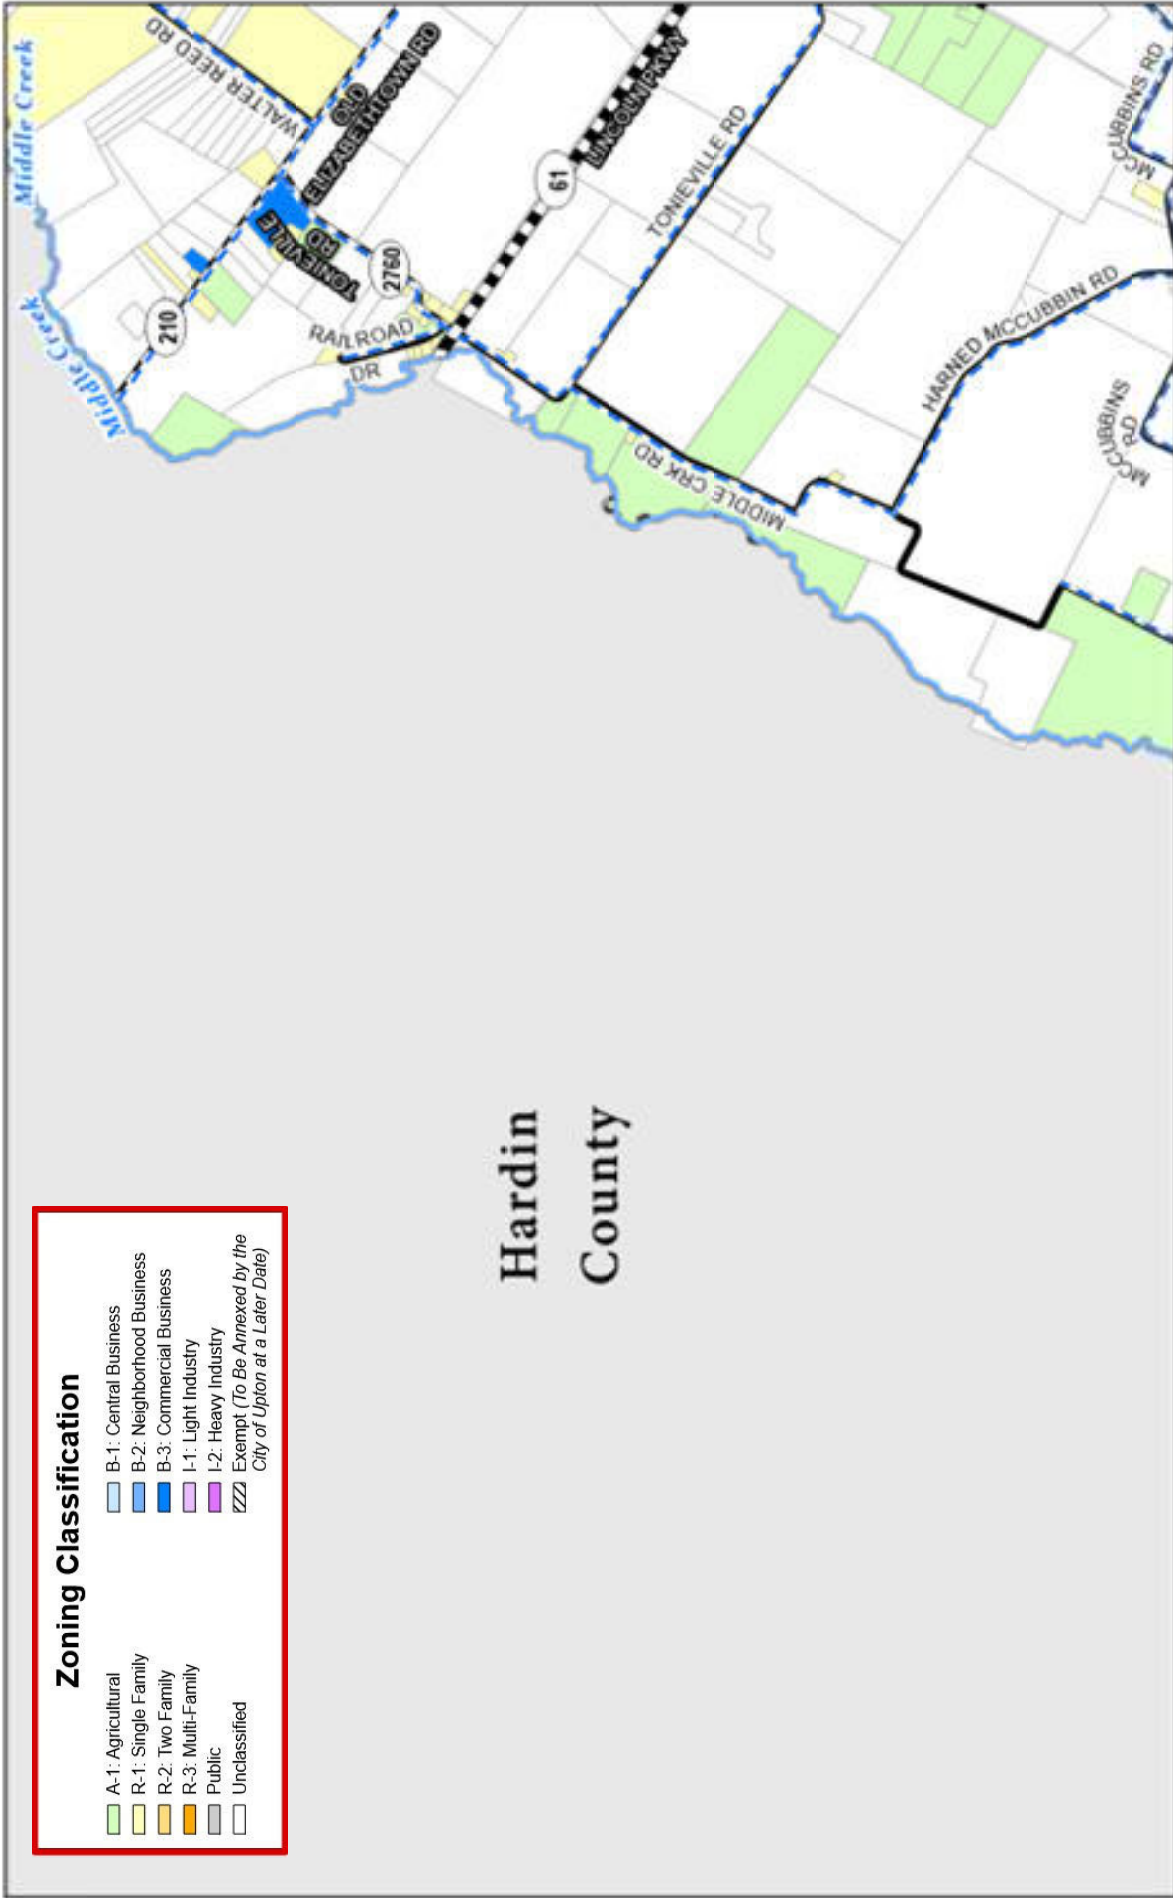 Zoning Classification
A-1: Agricultural
R-1: Single Family
R-2: Two Family
R-3: Multi-Family
Public
Unclassified
B-1: Central Business
B-2: Neighborhood Business
B-3: Commercial Business
I-1: Light Industry
I-2: Heavy Industry
Exempt (To Be Annexed by the
City of Upton at a Later Date)
Hardin
County
Middle Creek
Middle Creek
210
WALTER REED RD
OLD
ELIZABETHTOWN RD
TONIEVILLE
RD
2760
RAILROAD
DR
61
LINCOLN PKWY
TONIEVILLE RD
MIDDLE CRK RD
HARNED MCCUBBIN RD
MCCUBBINS RD
MCCUBBINS
RD